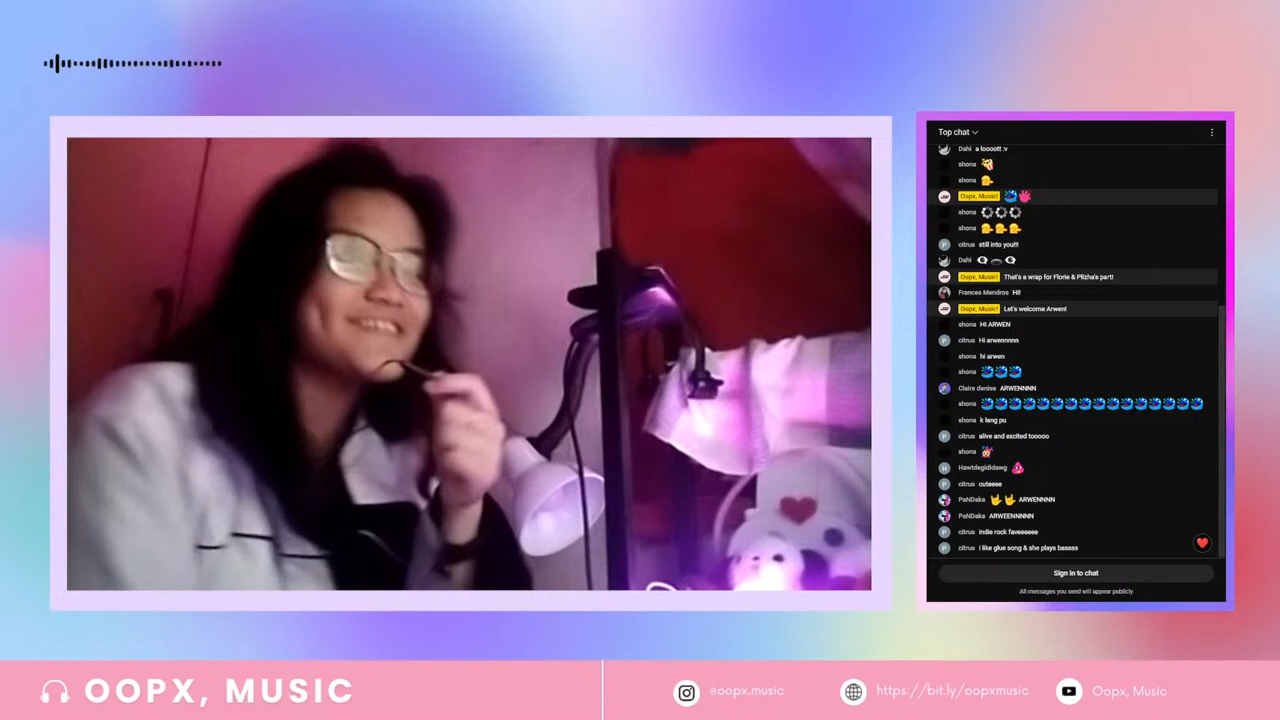 Top chat
Dahi a loooott :v
shona
shona
Oopx, Music!
shona
shona
citrus still into you!!!
Dahi
Oopx, Music! That's a wrap for Florie & Plizha's part!
Frances Mendros Hi!
Oopx, Music! Let's welcome Arwen!
shona HI ARWEN
citrus Hi arwennnnn
shona hi arwen
shona
Claire denise ARWENNNN
shona
shona k lang pu
citrus alive and excited tooooo
shona
Hawtdegididawg
citrus cuteeee
PaNDaka ARWENNNN
PaNDaka ARWEENNNNN
citrus indie rock faveeeeee
citrus i like glue song & she plays bassss
Sign in to chat
All messages you send will appear publicly
OOPX, MUSIC
@oopx.music
https://bit.ly/oopxmusic
Oopx, Music